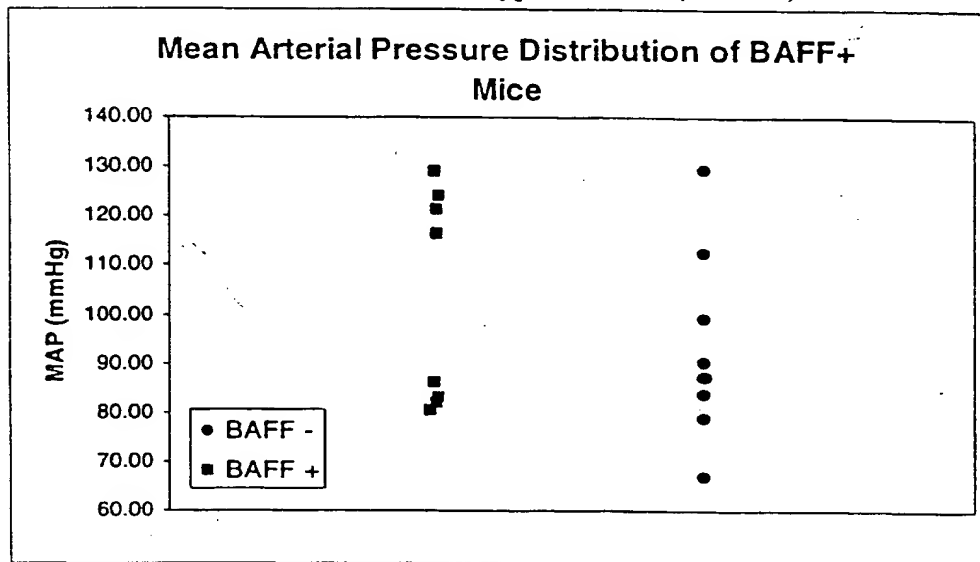 Mean Arterial Pressure Distribution of BAFF+
Mice
140.00
130.00
120.00
110.00
100.00
90.00
80.00
70.00
60.00
MAP (mmHg)
BAFF -
BAFF +